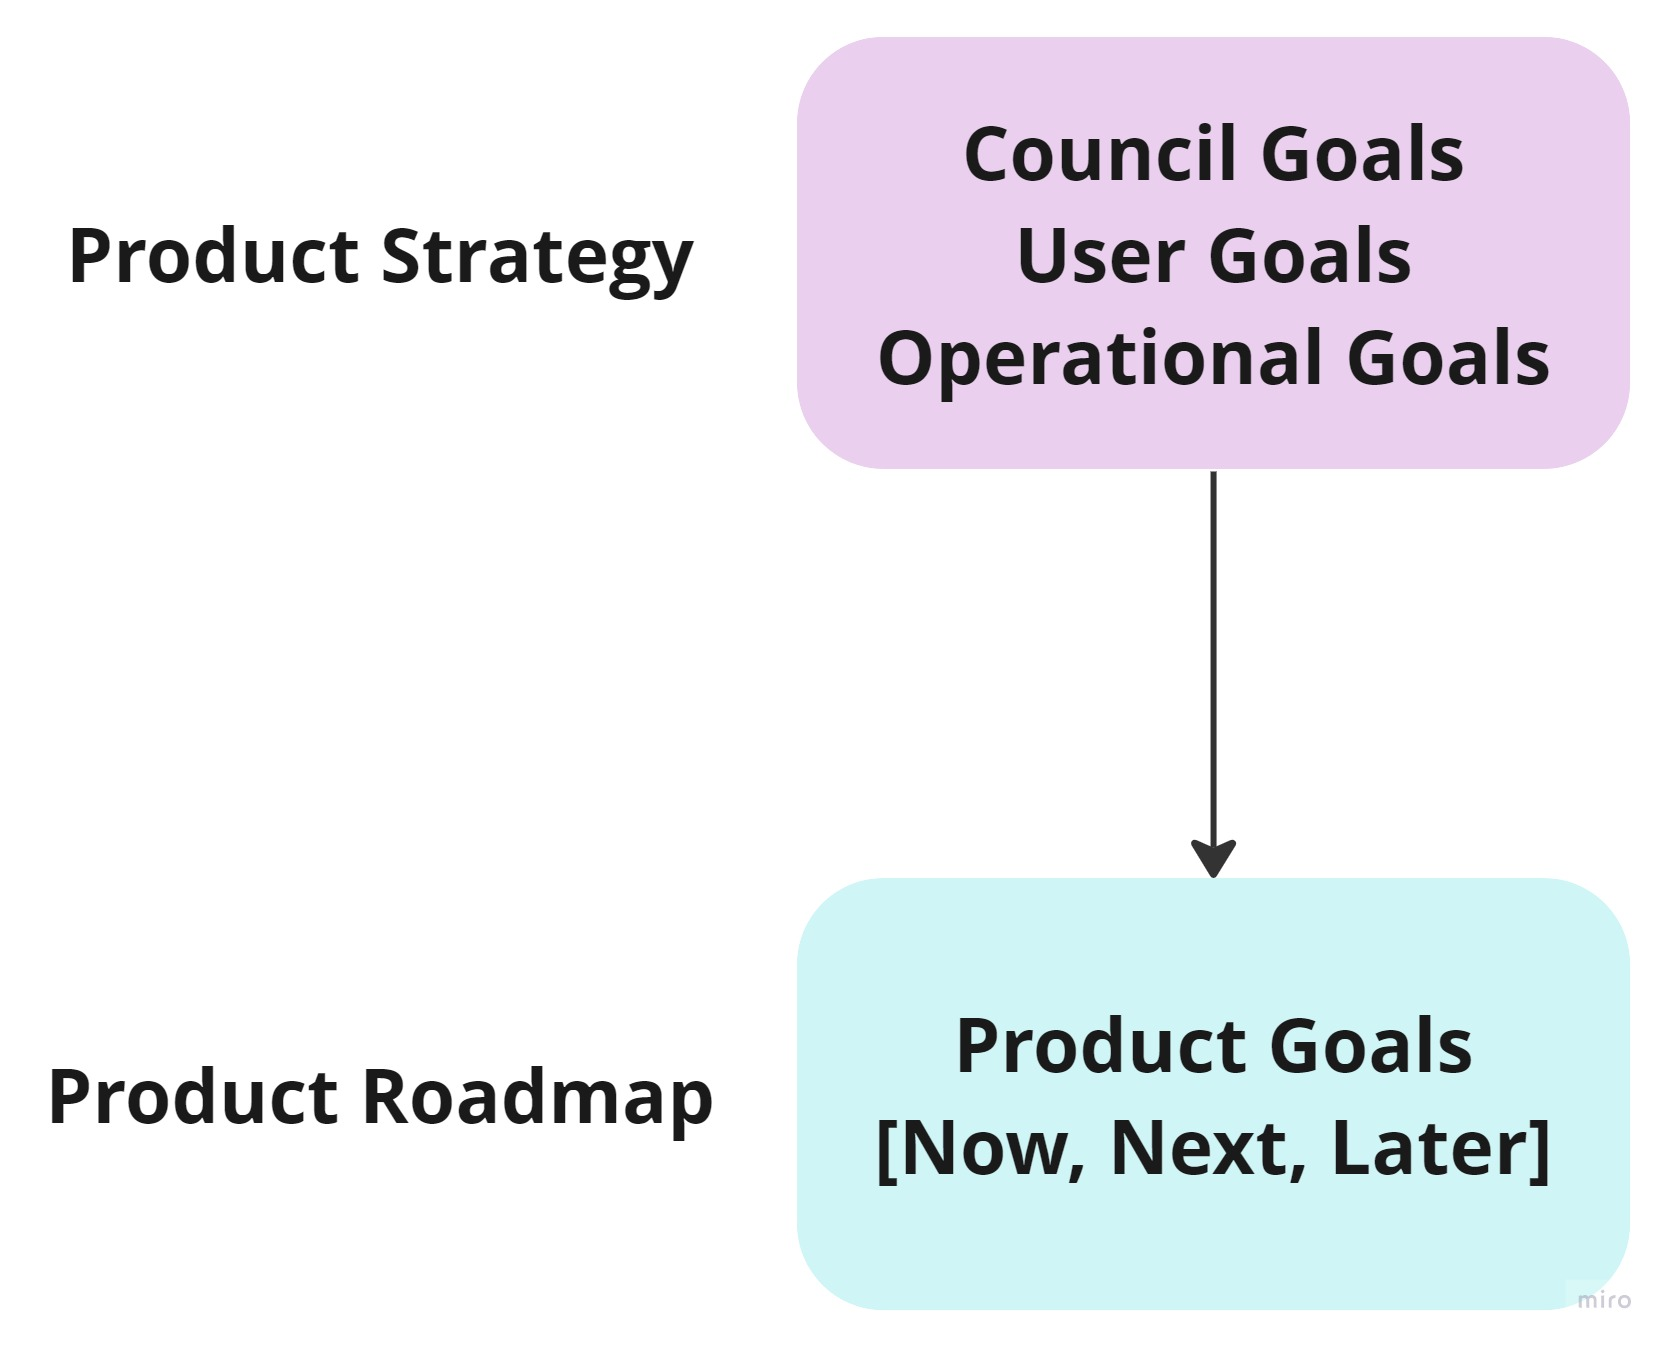 Product Strategy
Council Goals
User Goals
Operational Goals
Product Roadmap
Product Goals
[Now, Next, Later]
miro